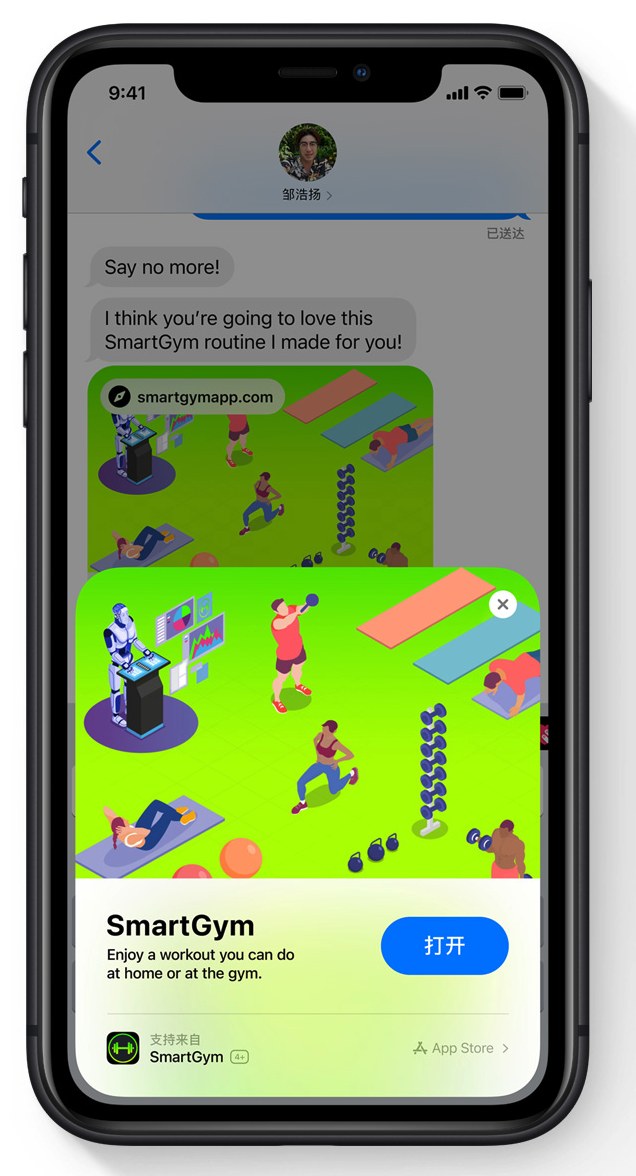 9:41
邹浩扬
已送达
Say no more!
I think you’re going to love this
SmartGym routine I made for you!
smartgymapp.com
SmartGym
Enjoy a workout you can do
at home or at the gym.
打开
支持来自
SmartGym 4+
App Store